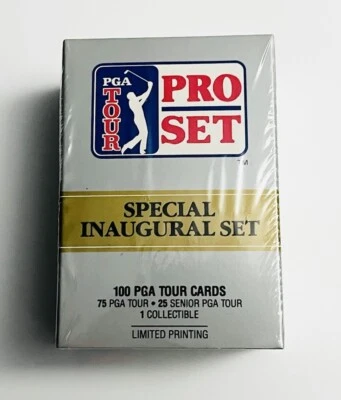 PGA
TOUR
PRO
SET
TM
SPECIAL
INAUGURAL SET
100 PGA TOUR CARDS
75 PGA TOUR • 25 SENIOR PGA TOUR
1 COLLECTIBLE
LIMITED PRINTING